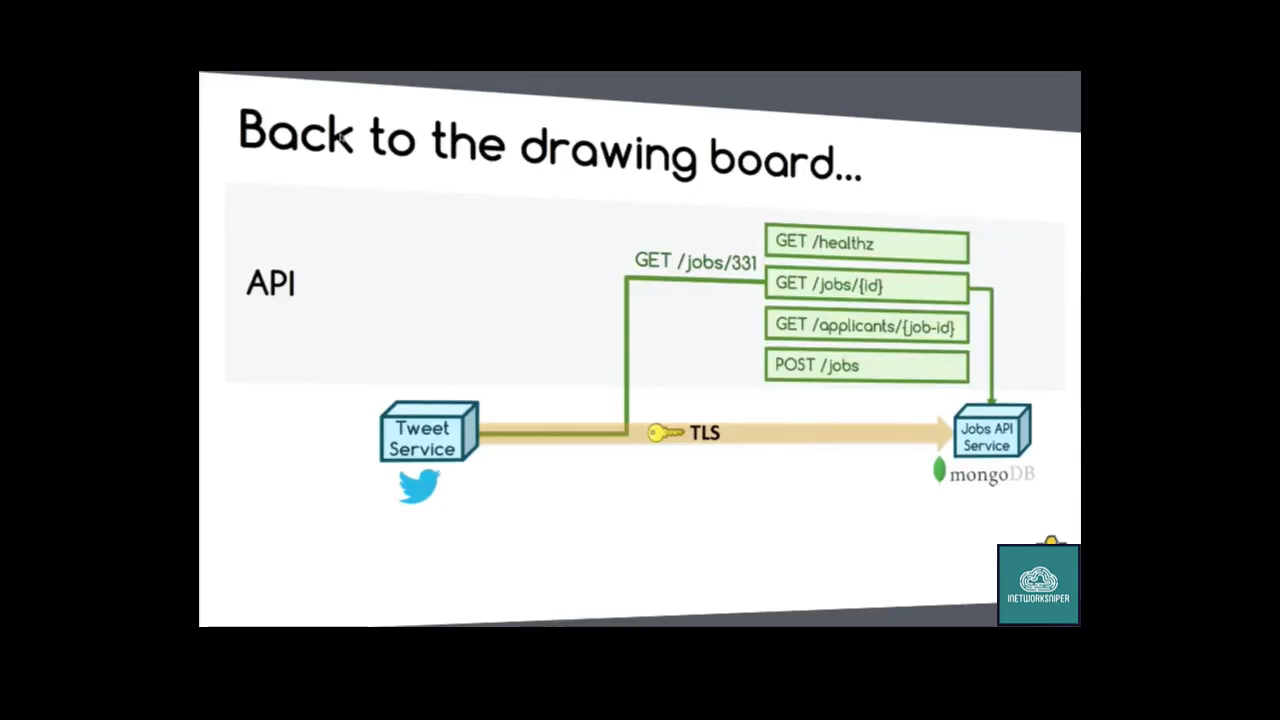 Back to the drawing board...
API
GET /jobs/331
GET /healthz
GET /jobs/{id}
GET /applicants/{job-id}
POST /jobs
Tweet
Service
TLS
Jobs API
Service
mongoDB
INETWORKSNIPER